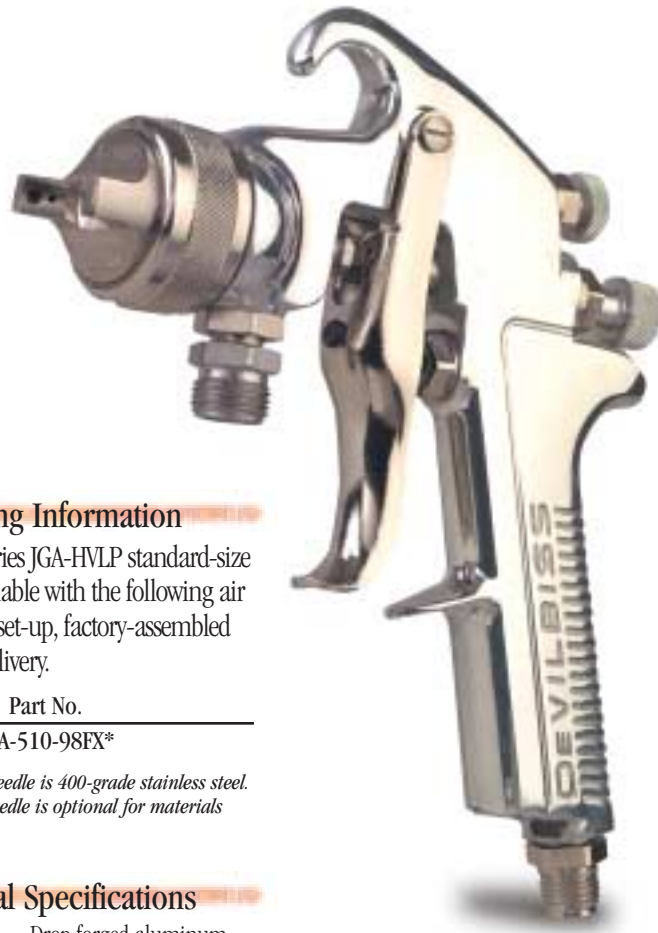 ng Information
ries JGA-HVLP standard-size
lable with the following air
set-up, factory-assembled
livery.
Part No.
A-510-98FX*
eedle is 400-grade stainless steel.
eedle is optional for materials
al Specifications
Drop forged aluminum
DEVILBISS